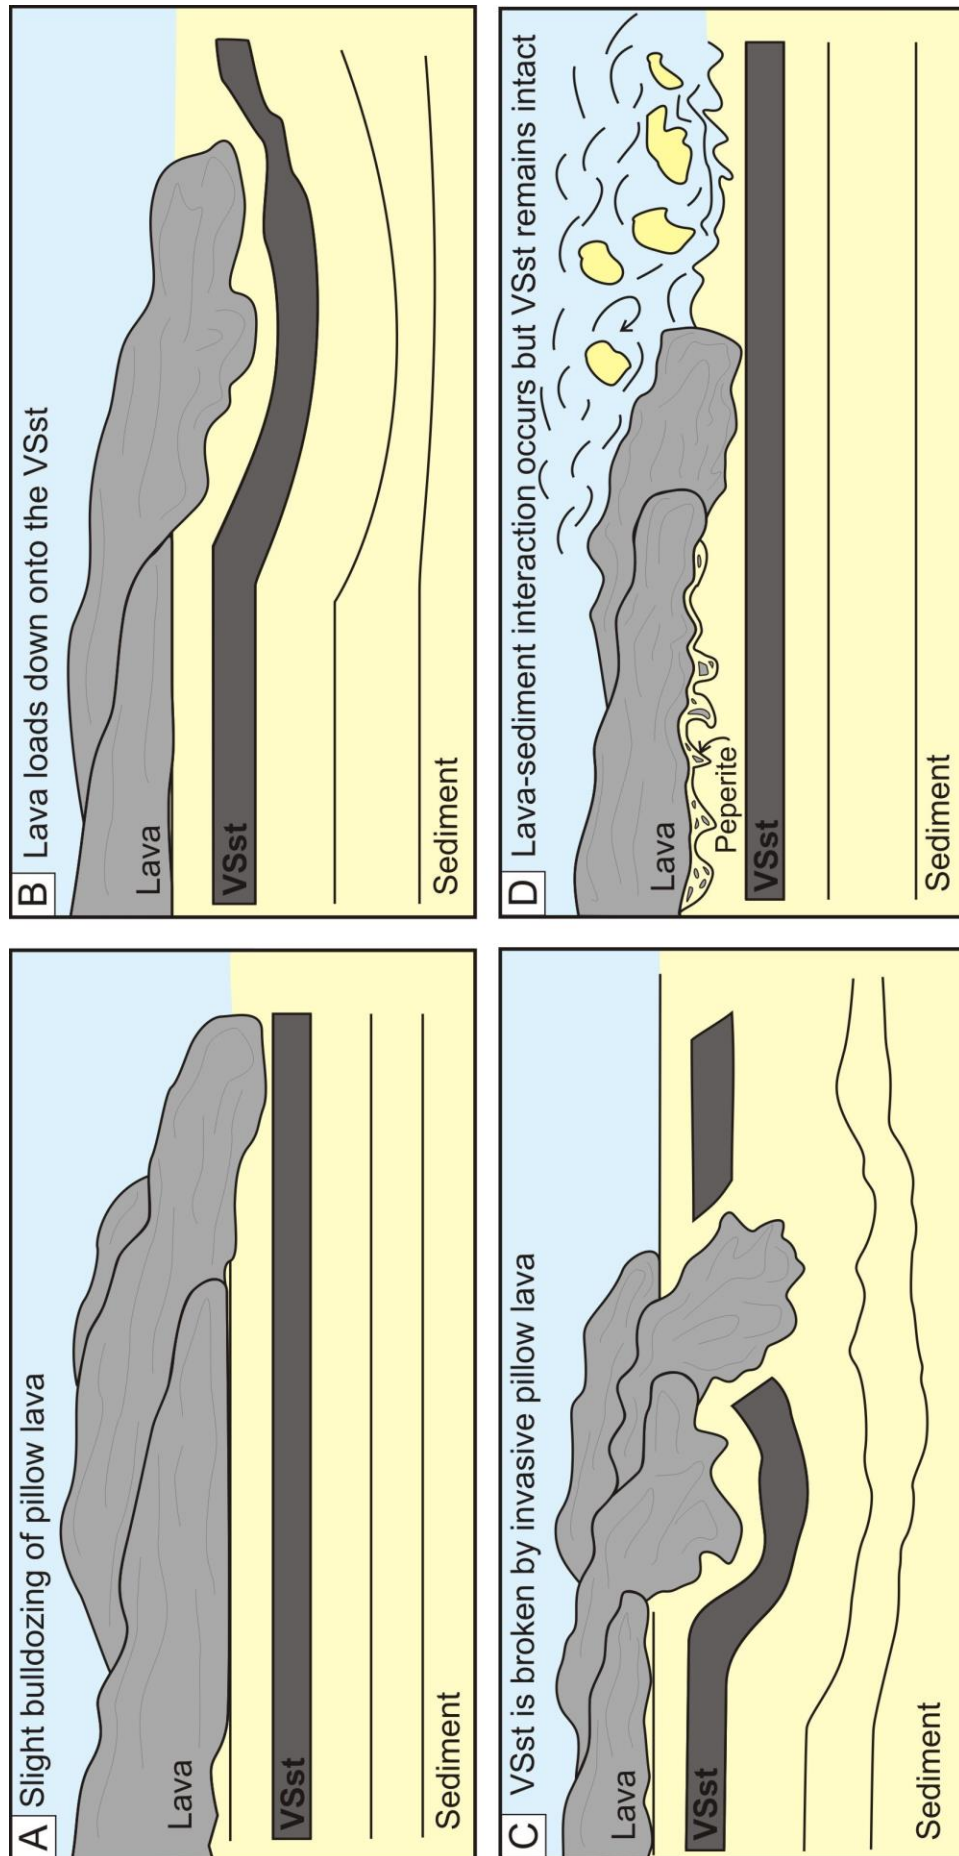 A
Slight bulldozing of pillow lava
Lava
VSst
Sediment
B
Lava loads down onto the VSst
Lava
VSst
Sediment
C
VSst is broken by invasive pillow lava
Lava
VSst
Sediment
D
Lava-sediment interaction occurs but VSst remains intact
Lava
Peperite
VSst
Sediment